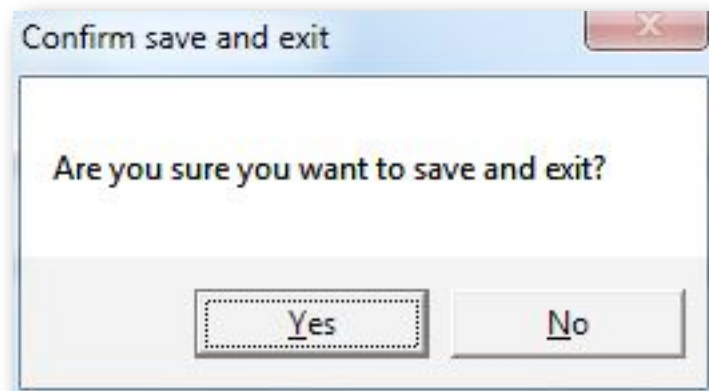 Confirm save and exit
Are you sure you want to save and exit?
Yes
No